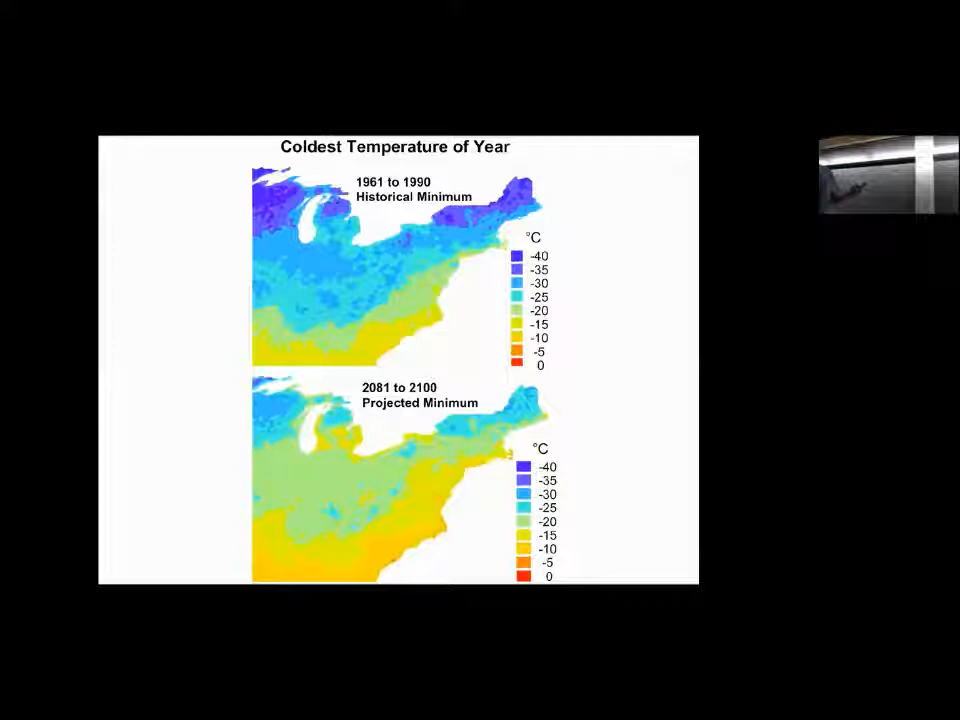 Coldest Temperature of Year
1961 to 1990
Historical Minimum
°C
-40
-35
-30
-25
-20
-15
-10
-5
0
2081 to 2100
Projected Minimum
°C
-40
-35
-30
-25
-20
-15
-10
-5
0